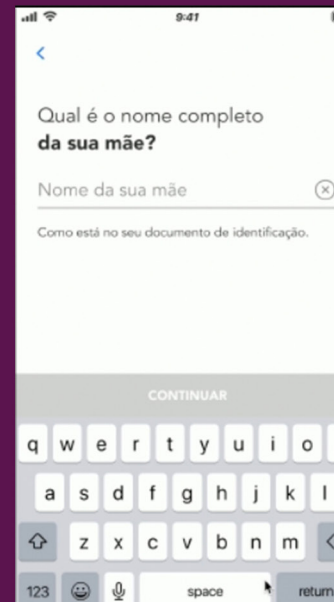 9:41
Qual é o nome completo
da sua mãe?
Nome da sua mãe
Como está no seu documento de identificação.
CONTINUAR
q w e r t y u i o
a s d f g h j k l
z x c v b n m
123 space return